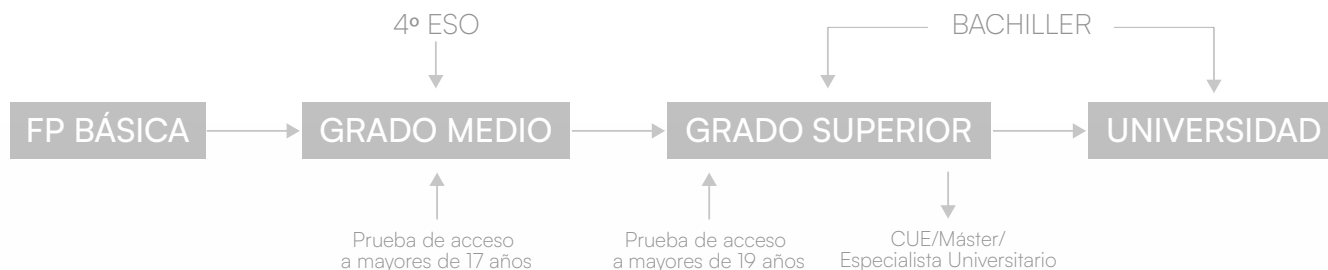 4º ESO
BACHILLER
FP BÁSICA
GRADO MEDIO
GRADO SUPERIOR
UNIVERSIDAD
Prueba de acceso
a mayores de 17 años
Prueba de acceso
a mayores de 19 años
CUE/Máster/
Especialista Universitario